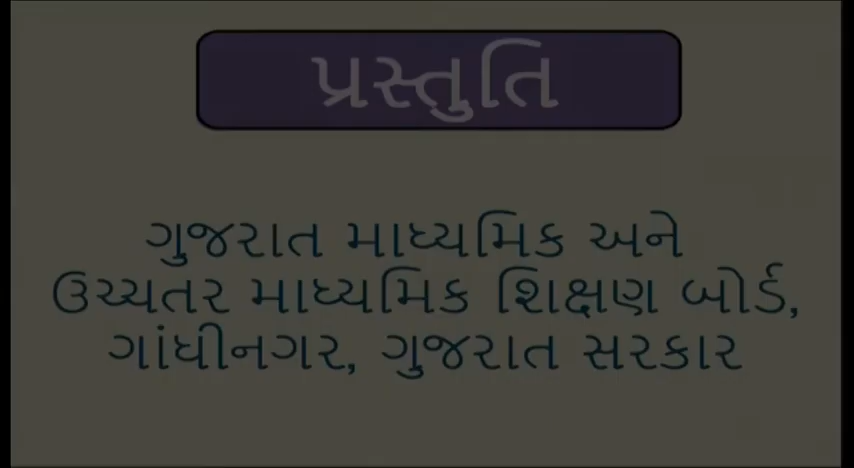 પ્રસ્તુતિ
ગુજરાત માધ્યમિક અને
ઉચ્ચતર માધ્યમિક શિક્ષણ બોર્ડ,
ગાંધીનગર, ગુજરાત સરકાર